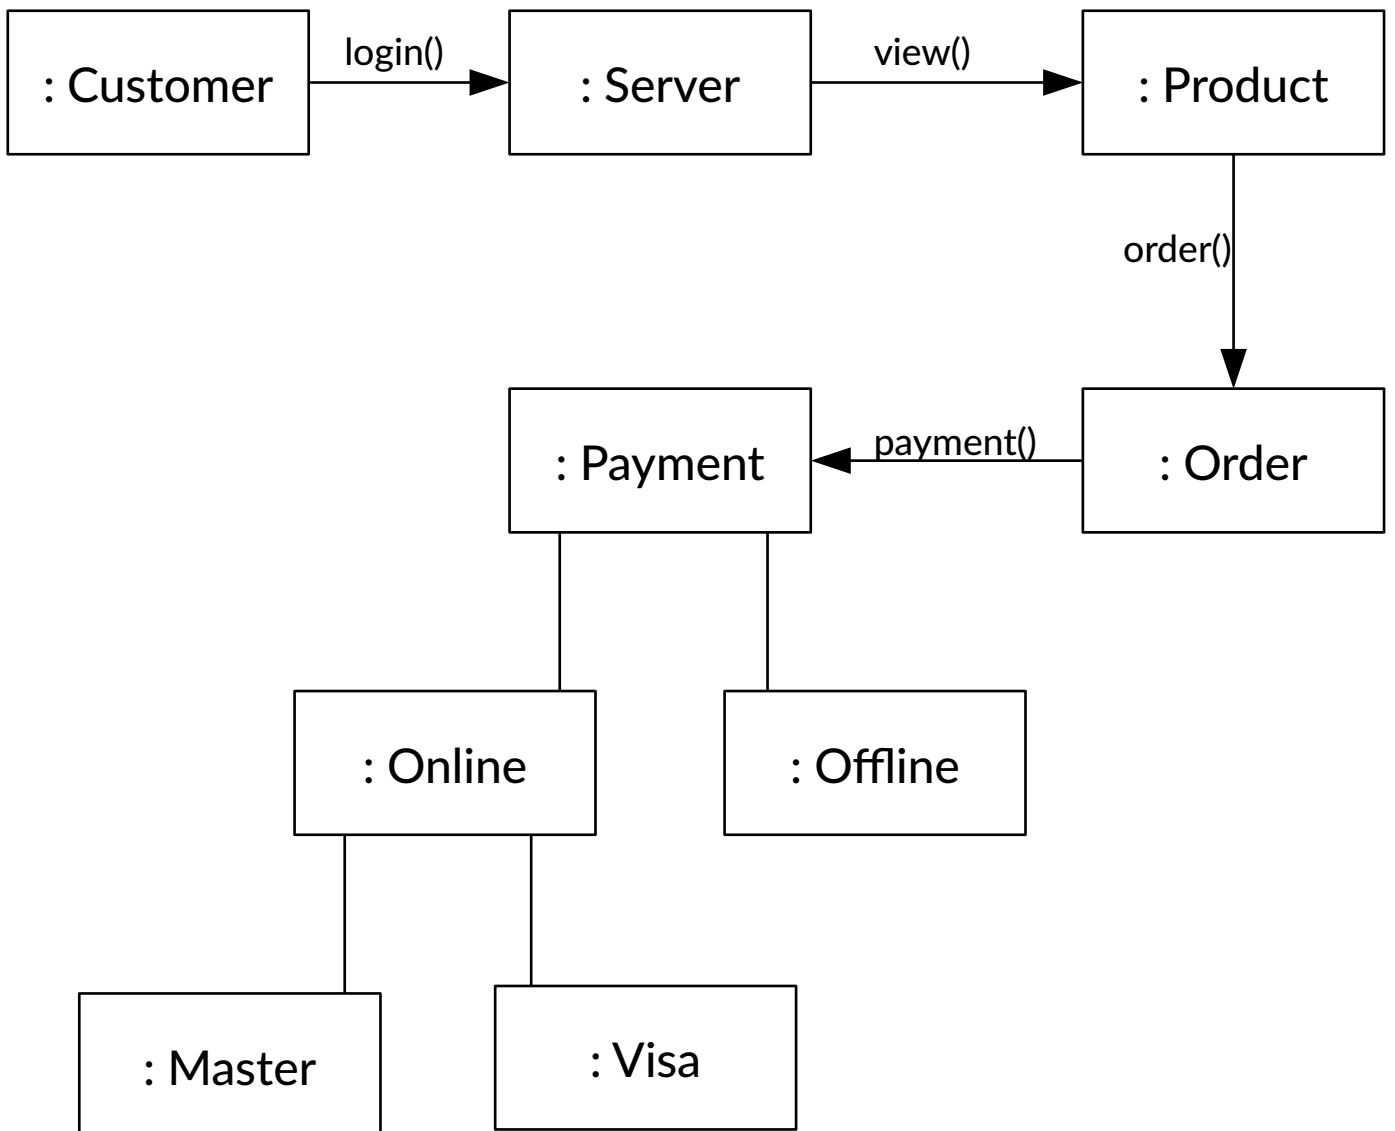 : Customer
login()
: Server
view()
: Product
order()
: Payment
payment()
: Order
: Online
: Offline
: Master
: Visa